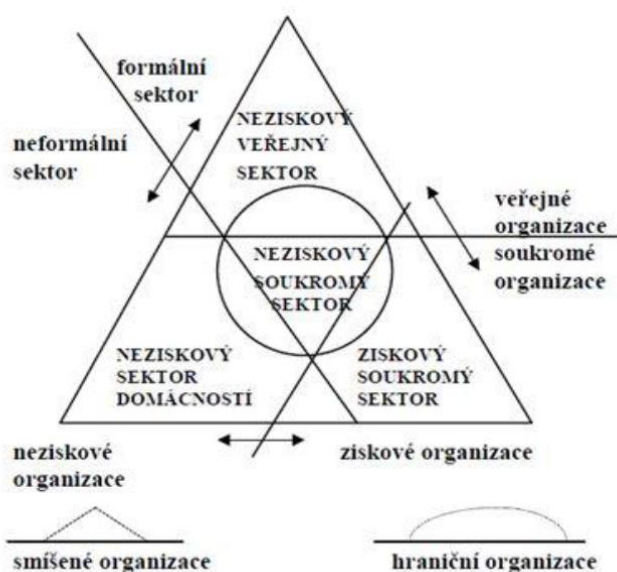 formální
sektor
neformální
sektor
NEZISKOVÝ
VEŘEJNÝ
SEKTOR
veřejné
organizace
soukromé
organizace
NEZISKOVÝ
SOUKROMÝ
SEKTOR
NEZISKOVÝ
SEKTOR
DOMÁCNOSTÍ
ZISKOVÝ
SOUKROMÝ
SEKTOR
neziskové
organizace
ziskové organizace
smíšené organizace
hraniční organizace